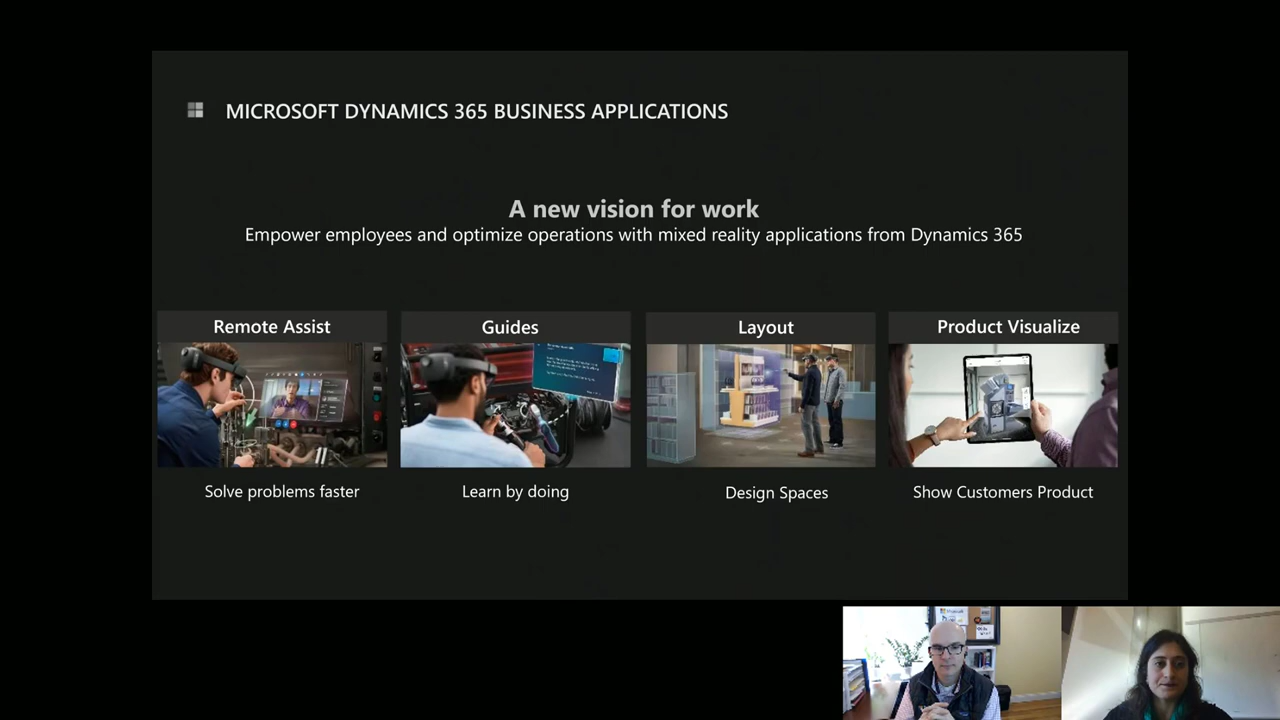 MICROSOFT DYNAMICS 365 BUSINESS APPLICATIONS
A new vision for work
Empower employees and optimize operations with mixed reality applications from Dynamics 365
Remote Assist
Guides
Layout
Product Visualize
Solve problems faster
Learn by doing
Design Spaces
Show Customers Product